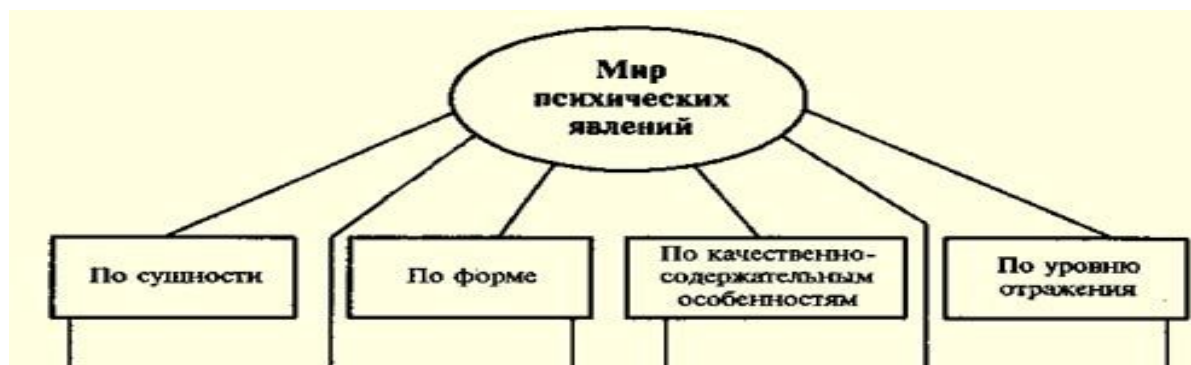 Мир
психических
явлений
По сущности
По форме
По качественно-
содержательным
особенностям
По уровню
отражения